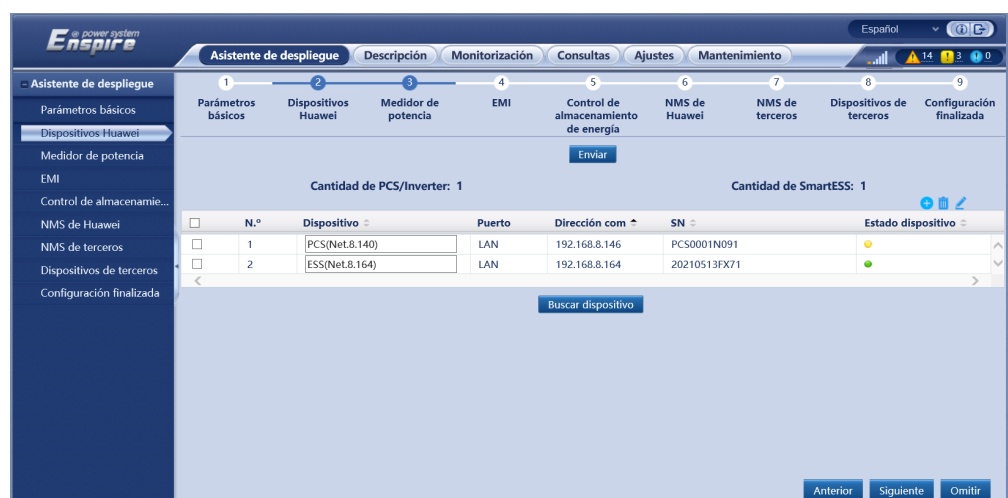 Enspire
@ power system
Español
Asistente de despliegue
Descripción
Monitorización
Consultas
Ajustes
Mantenimiento
14
3
0
Asistente de despliegue
Parámetros básicos
Dispositivos Huawei
Medidor de potencia
EMI
Control de almacenamie...
NMS de Huawei
NMS de terceros
Dispositivos de terceros
Configuración finalizada
1
2
3
4
5
6
7
8
9
Parámetros
básicos
Dispositivos
Huawei
Medidor de
potencia
EMI
Control de
almacenamiento
de energía
NMS de
Huawei
NMS de
terceros
Dispositivos de
terceros
Configuración
finalizada
Enviar
Cantidad de PCS/Inverter: 1
Cantidad de SmartESS: 1
N.º Dispositivo Puerto Dirección com SN Estado dispositivo
1 PCS(Net.8.140) LAN 192.168.8.146 PCS0001N091
2 ESS(Net.8.164) LAN 192.168.8.164 20210513FX71
Buscar dispositivo
Anterior
Siguiente
Omitir